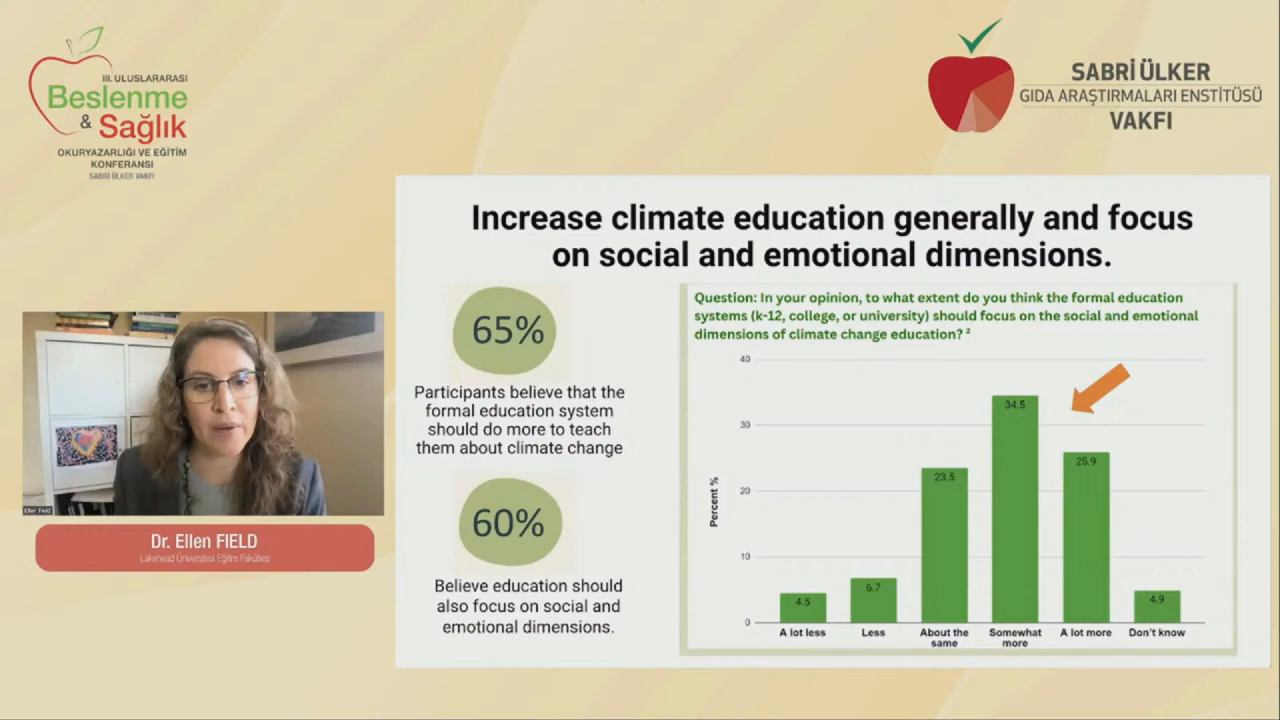 III. ULUSLARARASI
Beslenme
& Sağlık
OKURYAZARLIĞI VE EĞİTİM
KONFERANSI
SABRİ ÜLKER VAKFI
SABRİ ÜLKER
GIDA ARAŞTIRMALARI ENSTİTÜSÜ
VAKFI
Increase climate education generally and focus
on social and emotional dimensions.
65%
Participants believe that the
formal education system
should do more to teach
them about climate change
60%
Believe education should
also focus on social and
emotional dimensions.
Question: In your opinion, to what extent do you think the formal education
systems (k-12, college, or university) should focus on the social and emotional
dimensions of climate change education? ²
40
30
20
10
0
Percent %
4.5
6.7
23.5
34.5
25.9
4.9
A lot less
Less
About the
same
Somewhat
more
A lot more
Don't know
Ellen Field
Dr. Ellen FIELD
Lakehead Üniversitesi Eğitim Fakültesi